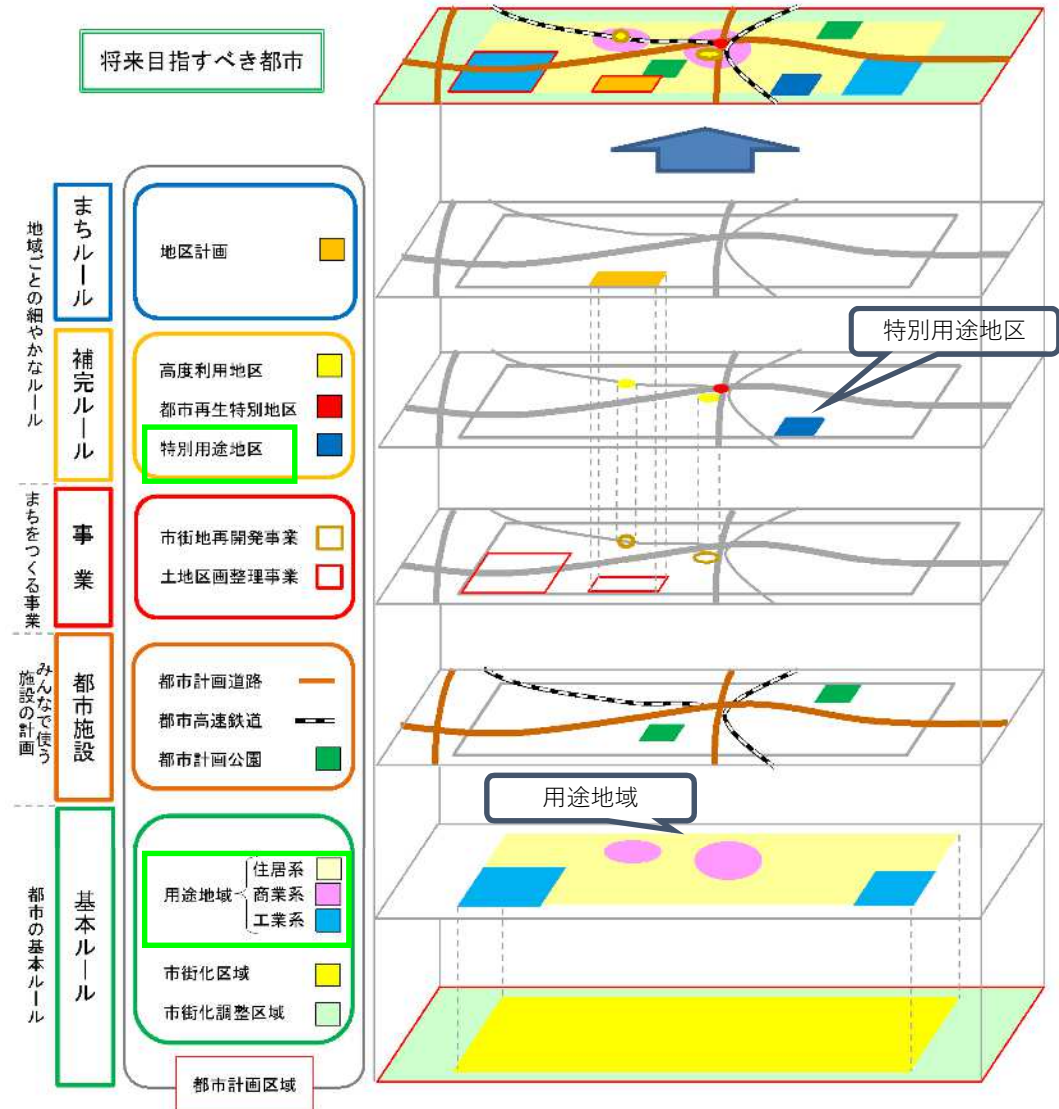 将来目指すべき都市
地域ごとの細やかなルール
まちルール
地区計画
補完ルール
高度利用地区
都市再生特別地区
特別用途地区
特別用途地区
まちをつくる事業
事業
市街地再開発事業
土地区画整理事業
みんなで使う
施設の計画
都市施設
都市計画道路
都市高速鉄道
都市計画公園
用途地域
都市の基本ルール
基本ルール
用途地域
住居系
商業系
工業系
市街化区域
市街化調整区域
都市計画区域